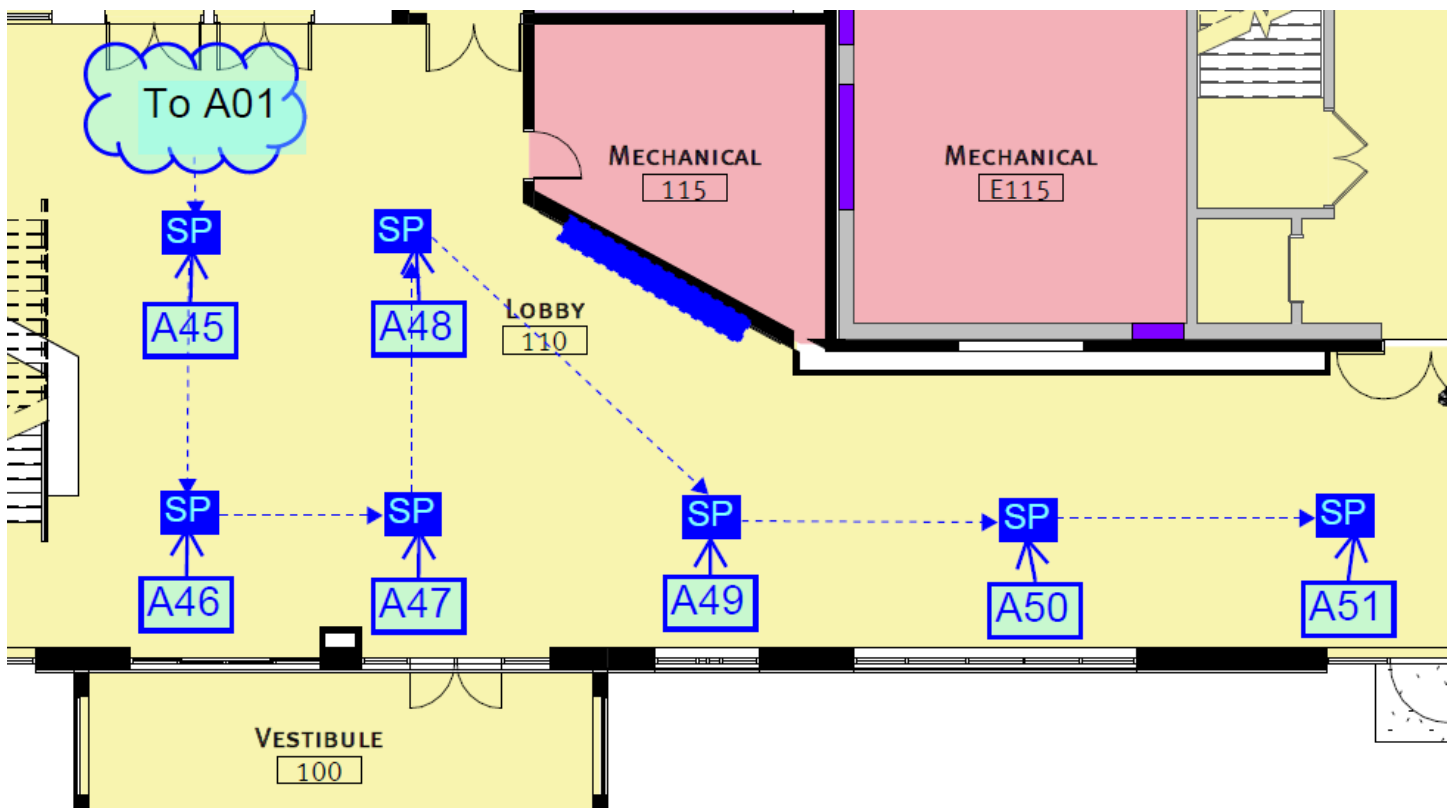 To A01
MECHANICAL
115
MECHANICAL
E115
SP
SP
A45
A48
LOBBY
110
SP
SP
SP
SP
SP
A46
A47
A49
A50
A51
VESTIBULE
100